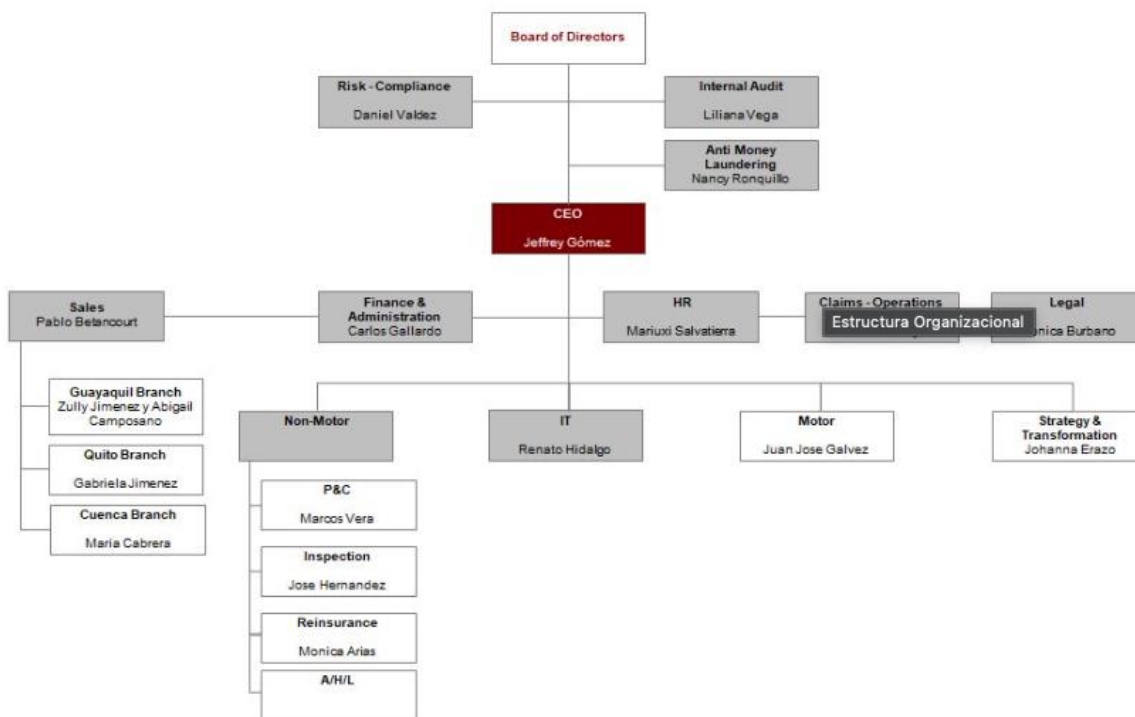 Board of Directors
Risk - Compliance
Daniel Valdez
Internal Audit
Liliana Vega
Anti Money
Laundering
Nancy Ronquillo
CEO
Jeffrey Gómez
Sales
Pablo Betancourt
Finance &
Administration
Carlos Gallardo
HR
Mariuxi Salvatierra
Claims - Operations
Estructura Organizacional
Legal
Burbano
Guayaquil Branch
Zully Jimenez y Abigail
Camposano
Quito Branch
Gabriela Jimenez
Cuenca Branch
Maria Cabrera
Non-Motor
IT
Renato Hidalgo
Motor
Juan Jose Galvez
Strategy &
Transformation
Johanna Erazo
P&C
Marcos Vera
Inspection
Jose Hernandez
Reinsurance
Monica Arias
A/H/L